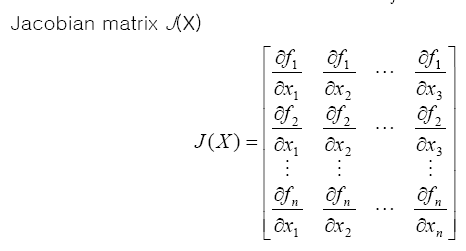 Jacobian matrix J(X)
∂f₁/∂x₁ ∂f₁/∂x₂ ⋯ ∂f₁/∂x₃
∂f₂/∂x₁ ∂f₂/∂x₂ ⋯ ∂f₂/∂x₃
J(X) =
⋮ ⋮ ⋮
∂fₙ/∂x₁ ∂fₙ/∂x₂ ⋯ ∂fₙ/∂xₙ